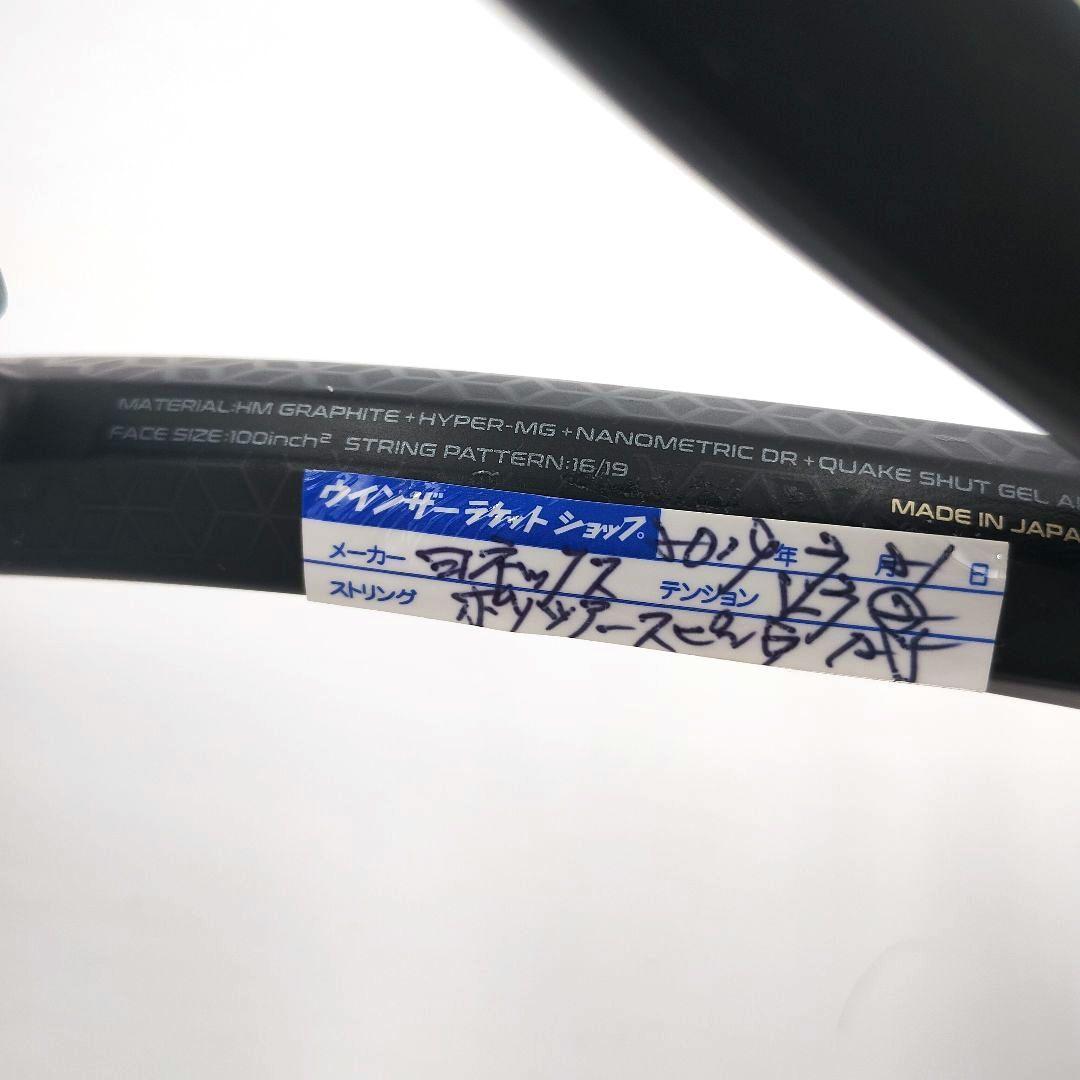 MATERIAL:HM GRAPHITE+HYPER-MG+NANOMETRIC DR+QUAKE SHUT GEL
FACE SIZE:100inch² STRING PATTERN:16/19
MADE IN JAPA
ウインザーラケットショップ。 年 月 日
メーカー ヨネックス テンション
ストリング ポリツアースピン